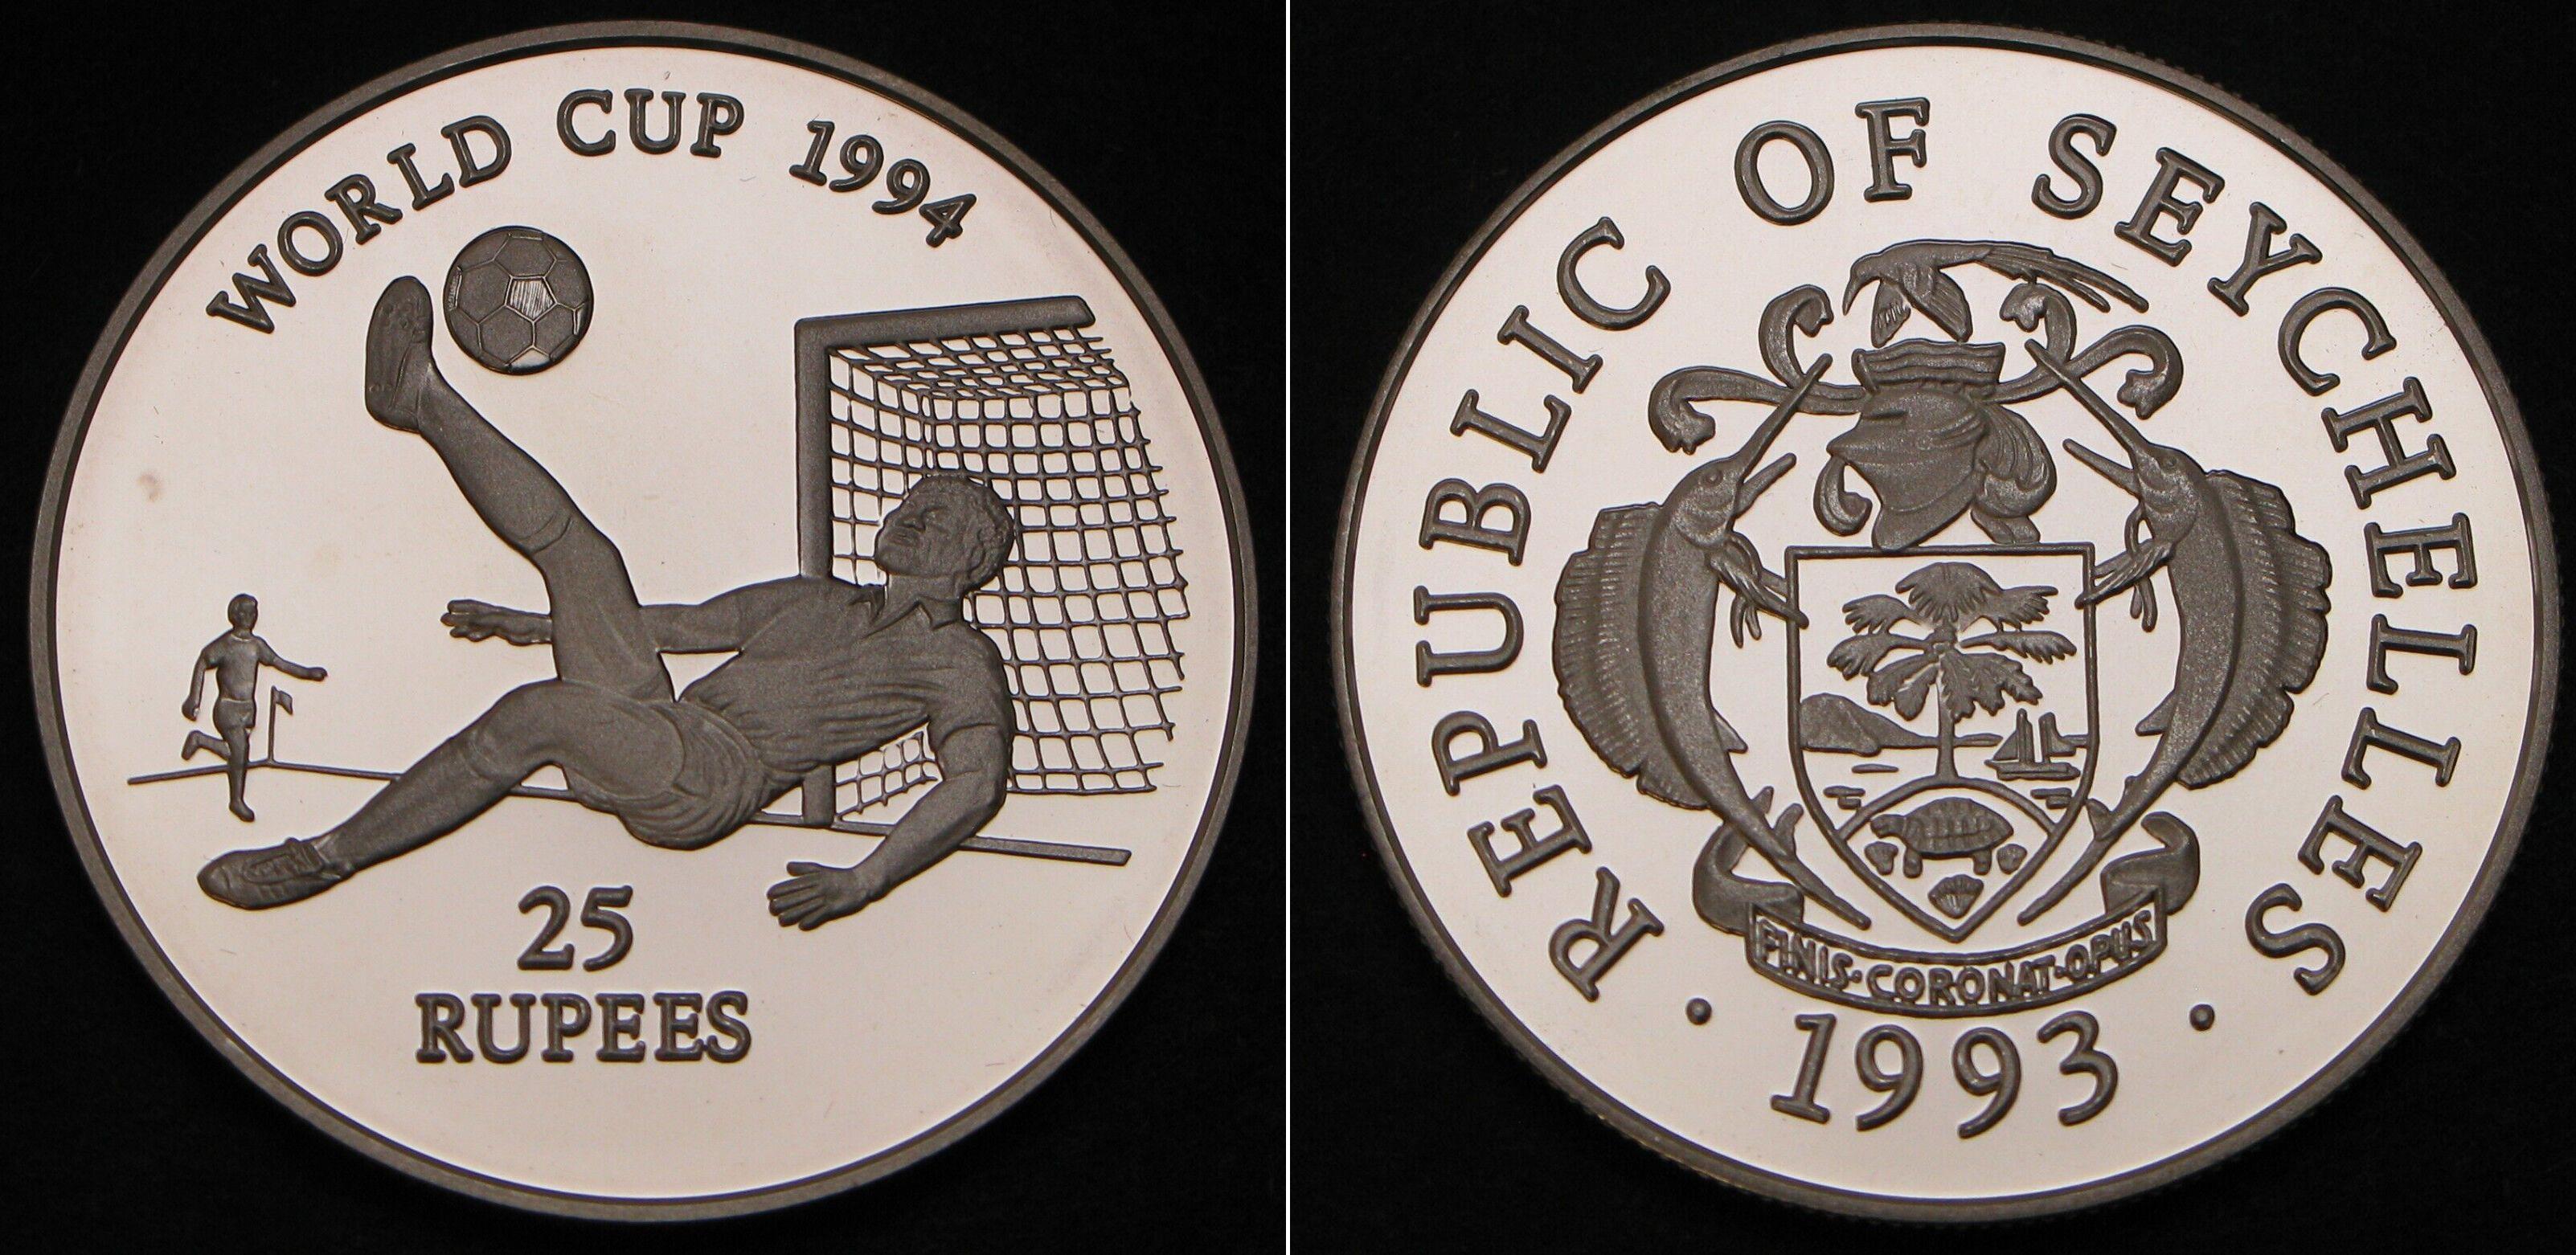 WORLD CUP 1994
25
RUPEES
REPUBLIC OF SEYCHELLES
FINIS·CORONAT·OPUS
· 1993 ·